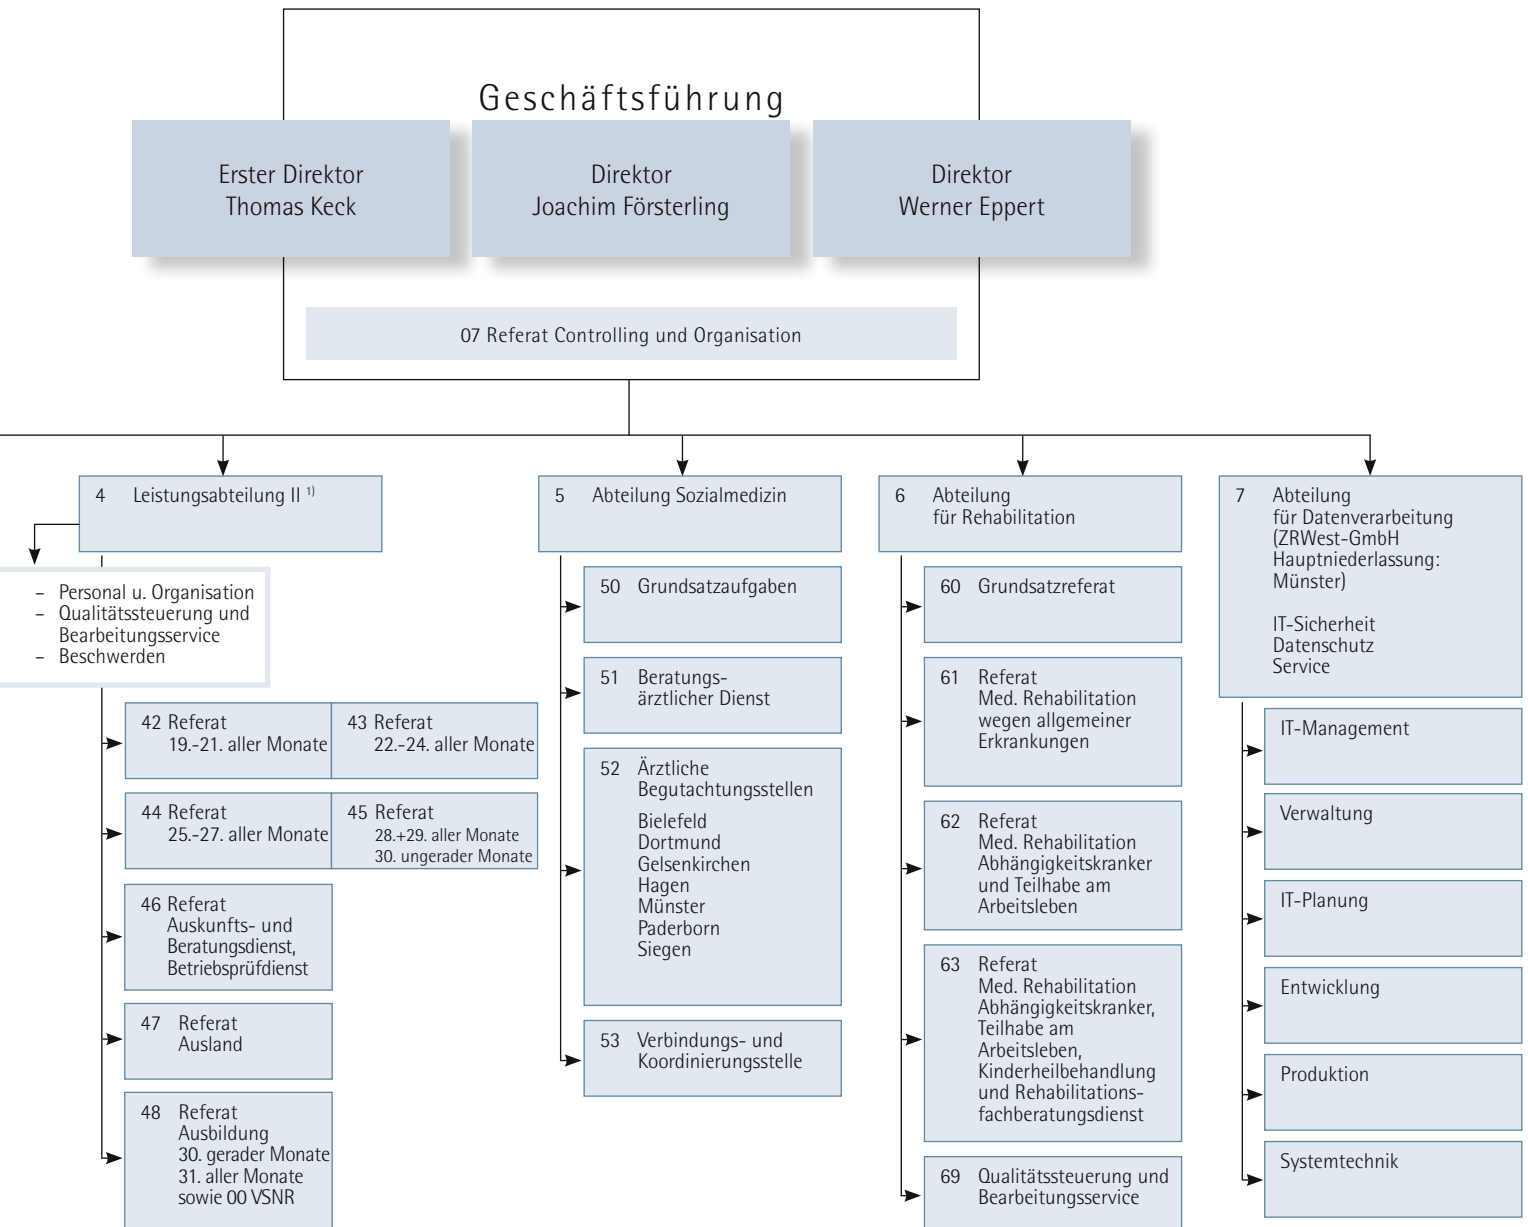 Geschäftsführung
Erster Direktor
Thomas Keck
Direktor
Joachim Försterling
Direktor
Werner Eppert
07 Referat Controlling und Organisation
4 Leistungsabteilung II 1)
– Personal u. Organisation
– Qualitätssteuerung und
Bearbeitungsservice
– Beschwerden
42 Referat
19.-21. aller Monate
43 Referat
22.-24. aller Monate
44 Referat
25.-27. aller Monate
45 Referat
28.+29. aller Monate
30. ungerader Monate
46 Referat
Auskunfts- und
Beratungsdienst,
Betriebsprüfdienst
47 Referat
Ausland
48 Referat
Ausbildung
30. gerader Monate
31. aller Monate
sowie 00 VSNR
5 Abteilung Sozialmedizin
50 Grundsatzaufgaben
51 Beratungs-
ärztlicher Dienst
52 Ärztliche
Begutachtungsstellen
Bielefeld
Dortmund
Gelsenkirchen
Hagen
Münster
Paderborn
Siegen
53 Verbindungs- und
Koordinierungsstelle
6 Abteilung
für Rehabilitation
60 Grundsatzreferat
61 Referat
Med. Rehabilitation
wegen allgemeiner
Erkrankungen
62 Referat
Med. Rehabilitation
Abhängigkeitskranker
und Teilhabe am
Arbeitsleben
63 Referat
Med. Rehabilitation
Abhängigkeitskranker,
Teilhabe am
Arbeitsleben,
Kinderheilbehandlung
und Rehabilitations-
fachberatungsdienst
69 Qualitätssteuerung und
Bearbeitungsservice
7 Abteilung
für Datenverarbeitung
(ZRWest-GmbH
Hauptniederlassung:
Münster)
IT-Sicherheit
Datenschutz
Service
IT-Management
Verwaltung
IT-Planung
Entwicklung
Produktion
Systemtechnik